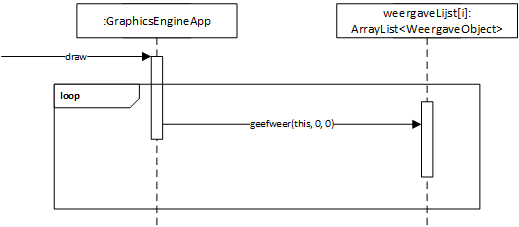 :GraphicsEngineApp
weergaveLijst[i]:
ArrayList<WeergaveObject>
draw
loop
geefweer(this, 0, 0)